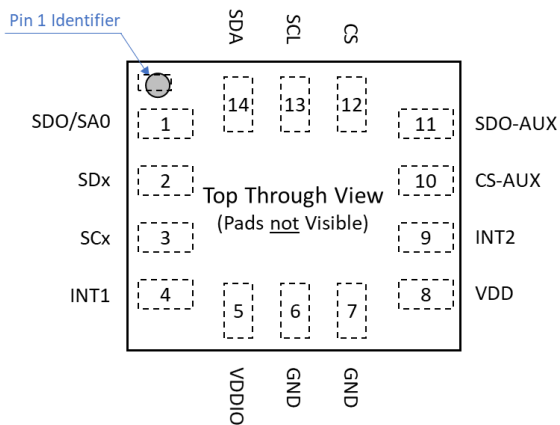 Pin 1 Identifier
SDA
SCL
CS
14
13
12
SDO/SA0
1
11
SDO-AUX
SDx
2
10
CS-AUX
Top Through View
(Pads not Visible)
SCx
3
9
INT2
INT1
4
8
VDD
5
6
7
VDDIO
GND
GND